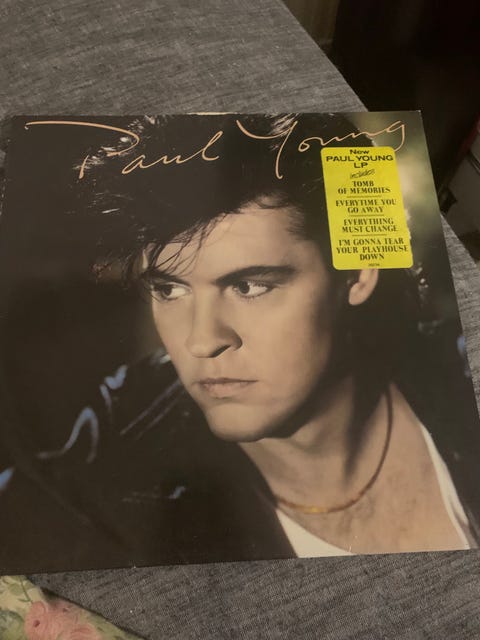 Paul Young
New
PAUL YOUNG
LP
includes
TOMB
OF MEMORIES
EVERYTIME YOU
GO AWAY
EVERYTHING
MUST CHANGE
I'M GONNA TEAR
YOUR PLAYHOUSE
DOWN